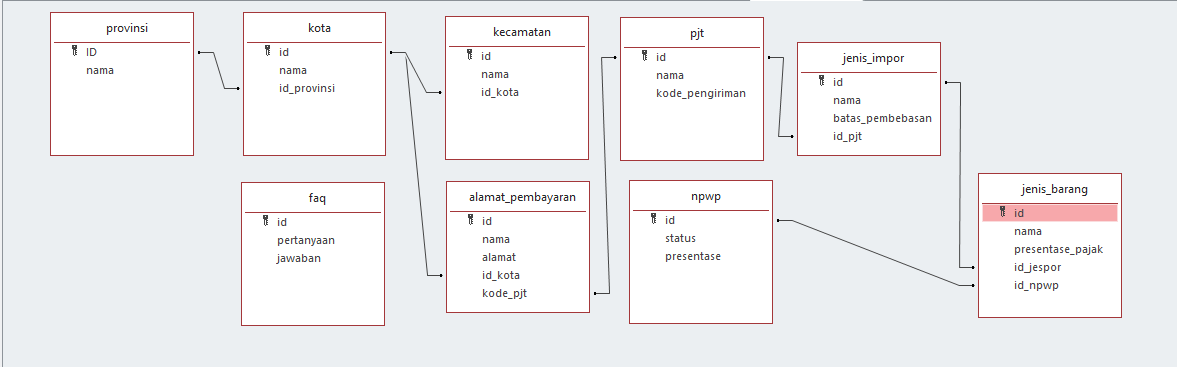 provinsi
ID
nama
kota
id
nama
id_provinsi
kecamatan
id
nama
id_kota
pjt
id
nama
kode_pengiriman
jenis_impor
id
nama
batas_pembebasan
id_pjt
faq
id
pertanyaan
jawaban
alamat_pembayaran
id
nama
alamat
id_kota
kode_pjt
npwp
id
status
presentase
jenis_barang
id
nama
presentase_pajak
id_jespor
id_npwp